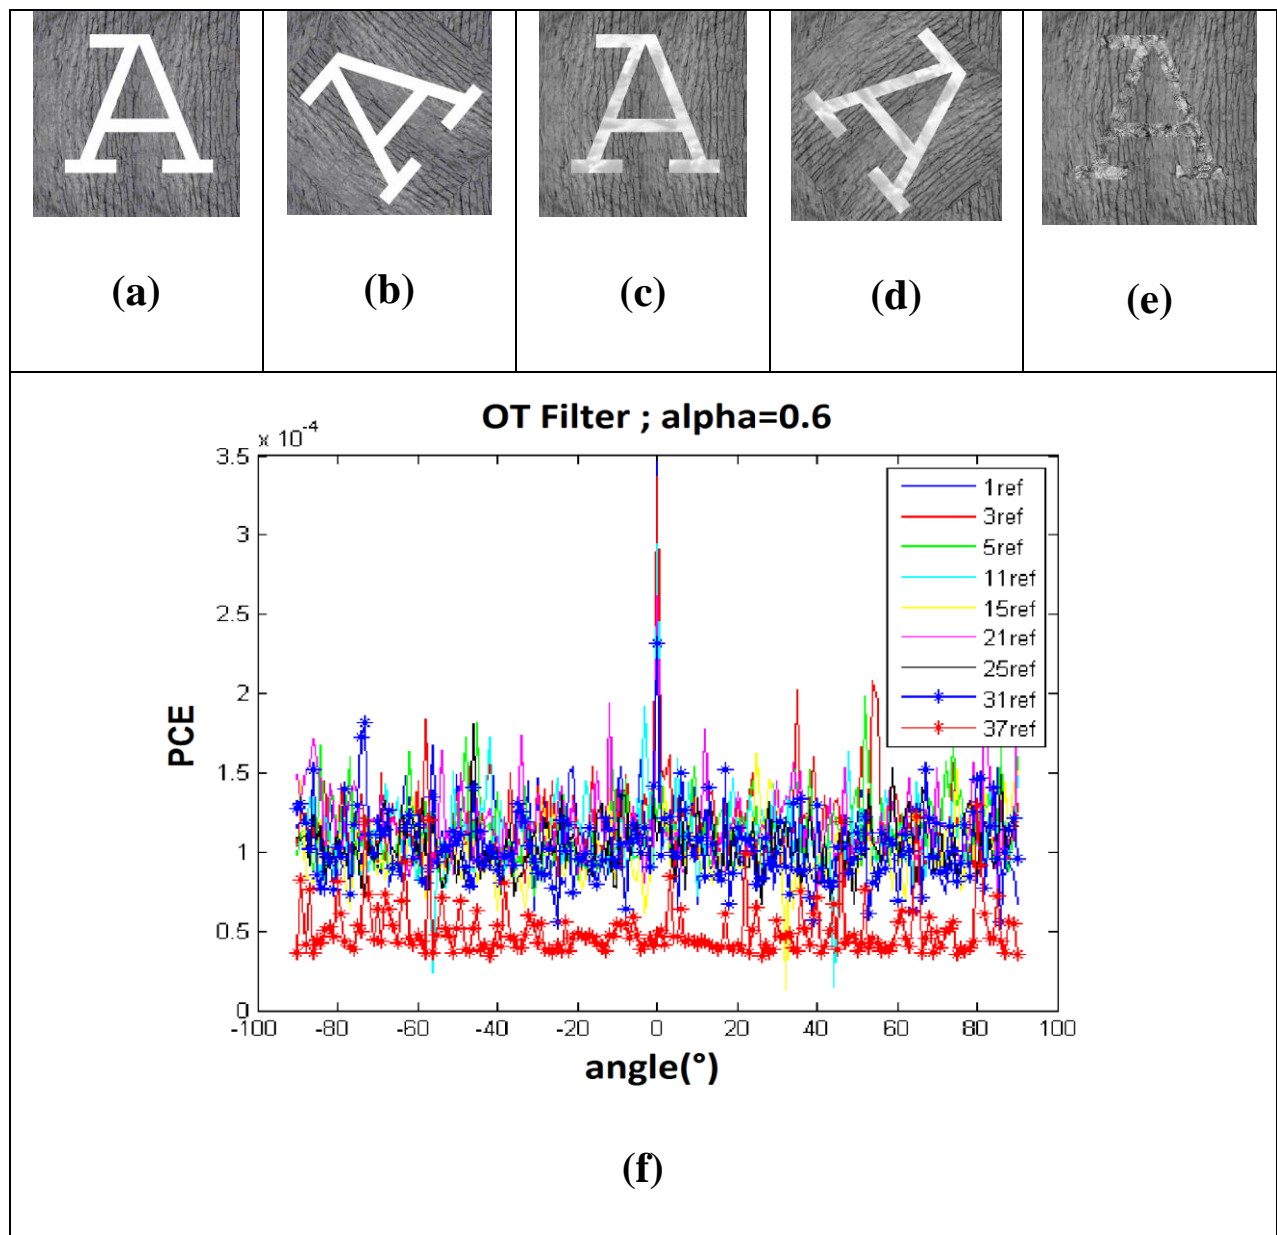 A
A
A
A
A
(a)
(b)
(c)
(d)
(e)
OT Filter ; alpha=0.6
x 10-4
3.5
3
2.5
2
1.5
1
0.5
0
PCE
-100
-80
-60
-40
-20
0
20
40
60
80
100
angle(°)
1ref
3ref
5ref
11ref
15ref
21ref
25ref
31ref
37ref
(f)